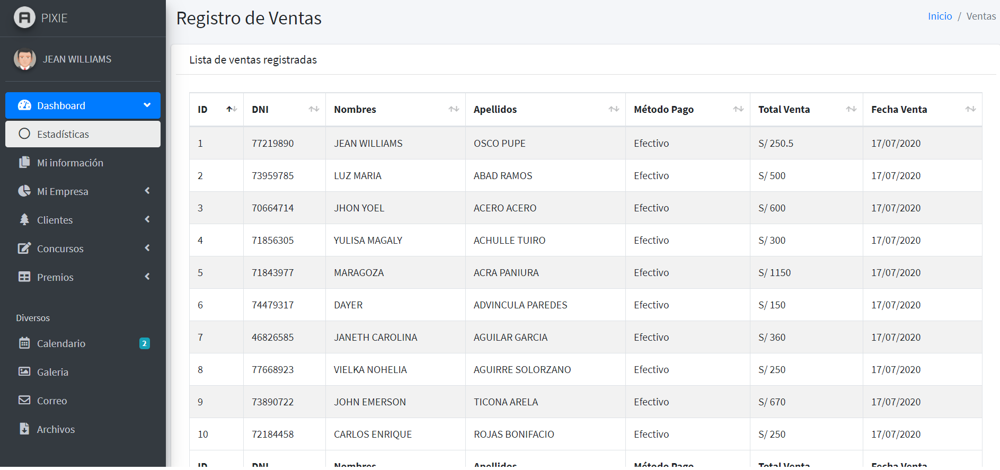 PIXIE
JEAN WILLIAMS
Dashboard
Estadísticas
Mi información
Mi Empresa
Clientes
Concursos
Premios
Diversos
Calendario 2
Galeria
Correo
Archivos
Registro de Ventas
Inicio / Ventas
Lista de ventas registradas
ID DNI Nombres Apellidos Método Pago Total Venta Fecha Venta
1 77219890 JEAN WILLIAMS OSCO PUPE Efectivo S/ 250.5 17/07/2020
2 73959785 LUZ MARIA ABAD RAMOS Efectivo S/ 500 17/07/2020
3 70664714 JHON YOEL ACERO ACERO Efectivo S/ 600 17/07/2020
4 71856305 YULISA MAGALY ACHULLE TUIRO Efectivo S/ 300 17/07/2020
5 71843977 MARAGOZA ACRA PANIURA Efectivo S/ 1150 17/07/2020
6 74479317 DAYER ADVINCULA PAREDES Efectivo S/ 150 17/07/2020
7 46826585 JANETH CAROLINA AGUILAR GARCIA Efectivo S/ 360 17/07/2020
8 77668923 VIELKA NOHELIA AGUIRRE SOLORZANO Efectivo S/ 250 17/07/2020
9 73890722 JOHN EMERSON TICONA ARELA Efectivo S/ 670 17/07/2020
10 72184458 CARLOS ENRIQUE ROJAS BONIFACIO Efectivo S/ 250 17/07/2020
ID DNI Nombres Apellidos Método Pago Total Venta Fecha Venta